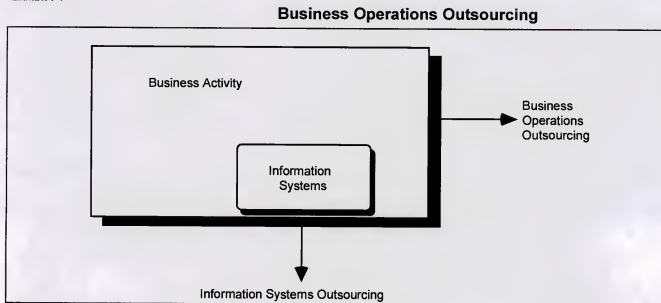 Business Operations Outsourcing
Business Activity
Business
Operations
Outsourcing
Information
Systems
Information Systems Outsourcing